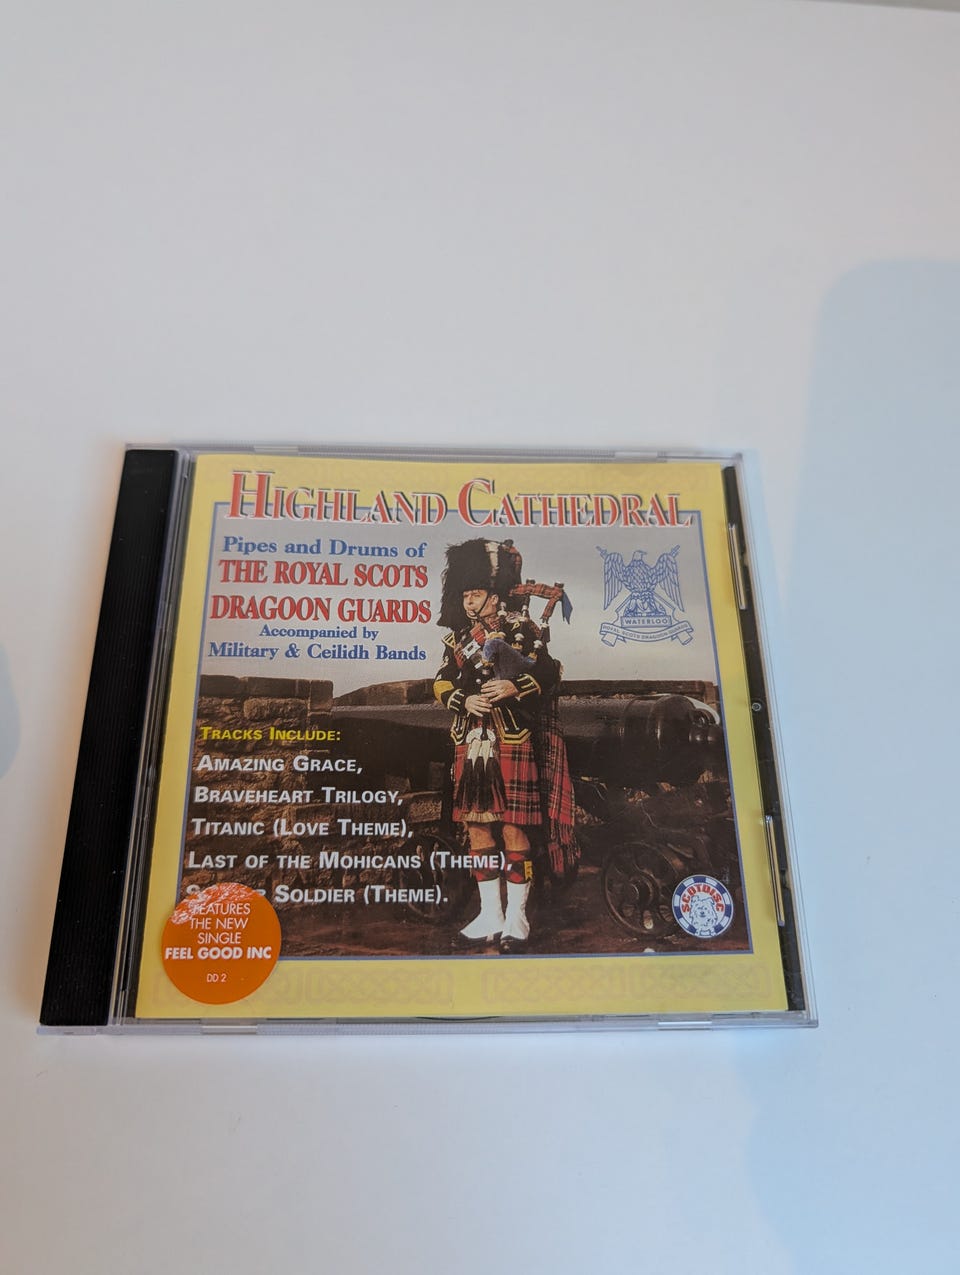 HIGHLAND CATHEDRAL
Pipes and Drums of
THE ROYAL SCOTS
DRAGOON GUARDS
Accompanied by
Military & Ceilidh Bands
WATERLOO
ROYAL SCOTS DRAGOON GUARDS
TRACKS INCLUDE:
AMAZING GRACE,
BRAVEHEART TRILOGY,
TITANIC (LOVE THEME),
LAST OF THE MOHICANS (THEME),
SOLDIER (THEME).
SCOTDISC
FEATURES
THE NEW
SINGLE
FEEL GOOD INC
DD 2